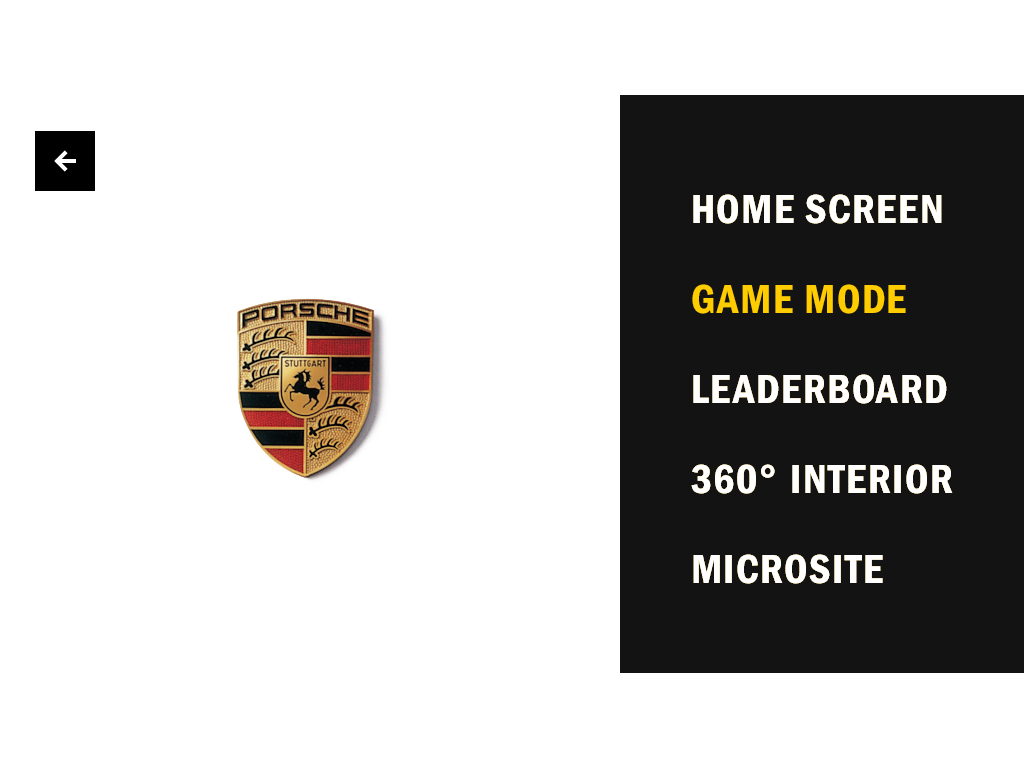 PORSCHE
STUTTGART
HOME SCREEN
GAME MODE
LEADERBOARD
360° INTERIOR
MICROSITE